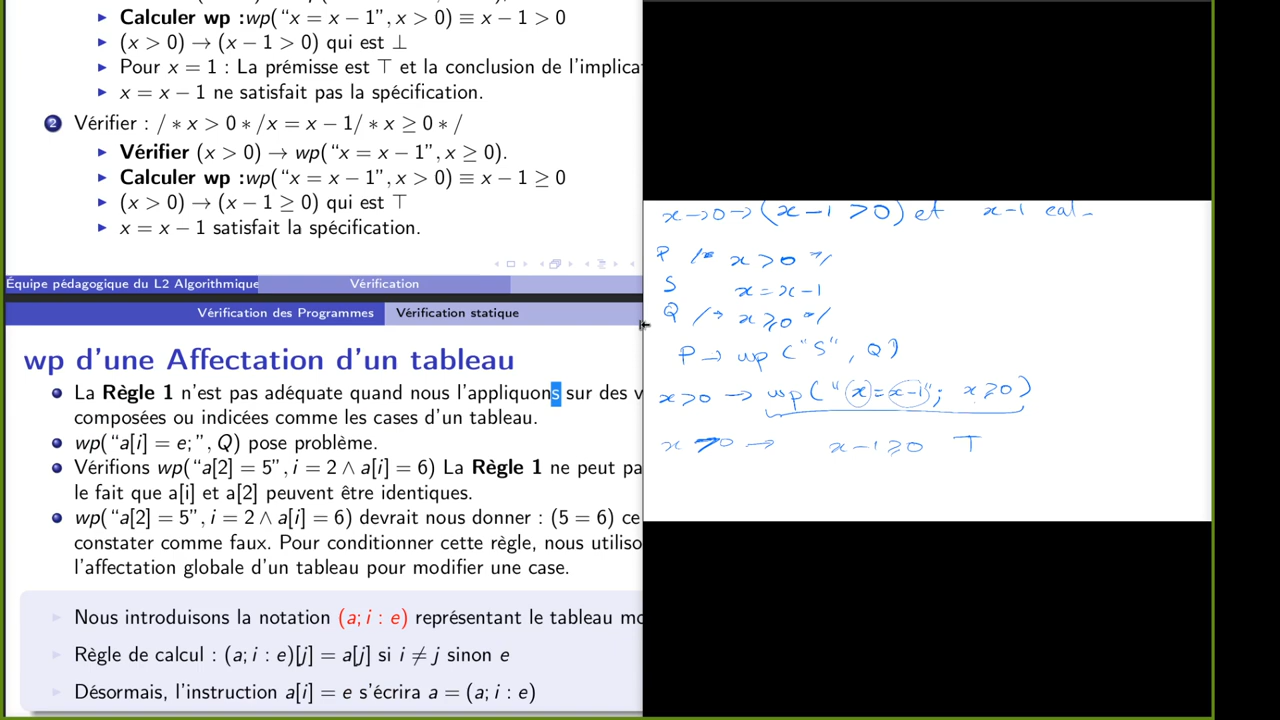 Calculer wp :wp(“x = x − 1”, x > 0) ≡ x − 1 > 0
(x > 0) → (x − 1 > 0) qui est ⊥
Pour x = 1 : La prémisse est ⊤ et la conclusion de l'implica
x = x − 1 ne satisfait pas la spécification.
2 Vérifier : / ∗ x > 0 ∗ /x = x − 1/ ∗ x ≥ 0 ∗ /
Vérifier (x > 0) → wp(“x = x − 1”, x ≥ 0).
Calculer wp :wp(“x = x − 1”, x > 0) ≡ x − 1 ≥ 0
(x > 0) → (x − 1 ≥ 0) qui est ⊤
x = x − 1 satisfait la spécification.
Équipe pédagogique du L2 Algorithmique Vérification
Vérification des Programmes Vérification statique
wp d'une Affectation d'un tableau
La Règle 1 n'est pas adéquate quand nous l'appliquons sur des v
composées ou indicées comme les cases d'un tableau.
wp(“a[i] = e;”, Q) pose problème.
Vérifions wp(“a[2] = 5”, i = 2 ∧ a[i] = 6) La Règle 1 ne peut pa
le fait que a[i] et a[2] peuvent être identiques.
wp(“a[2] = 5”, i = 2 ∧ a[i] = 6) devrait nous donner : (5 = 6) ce
constater comme faux. Pour conditionner cette règle, nous utiliso
l'affectation globale d'un tableau pour modifier une case.
Nous introduisons la notation (a; i : e) représentant le tableau mo
Règle de calcul : (a; i : e)[j] = a[j] si i ≠ j sinon e
Désormais, l'instruction a[i] = e s'écrira a = (a; i : e)
x→0→(x−1 >0) et x−1 cal-
P /* x > 0 */
S x = x−1
Q /* x ≥ 0 */
P → wp ("S", Q)
x>0 → wp("x=x-1"; x≥0)
x >0 → x−1≥0 ⊤